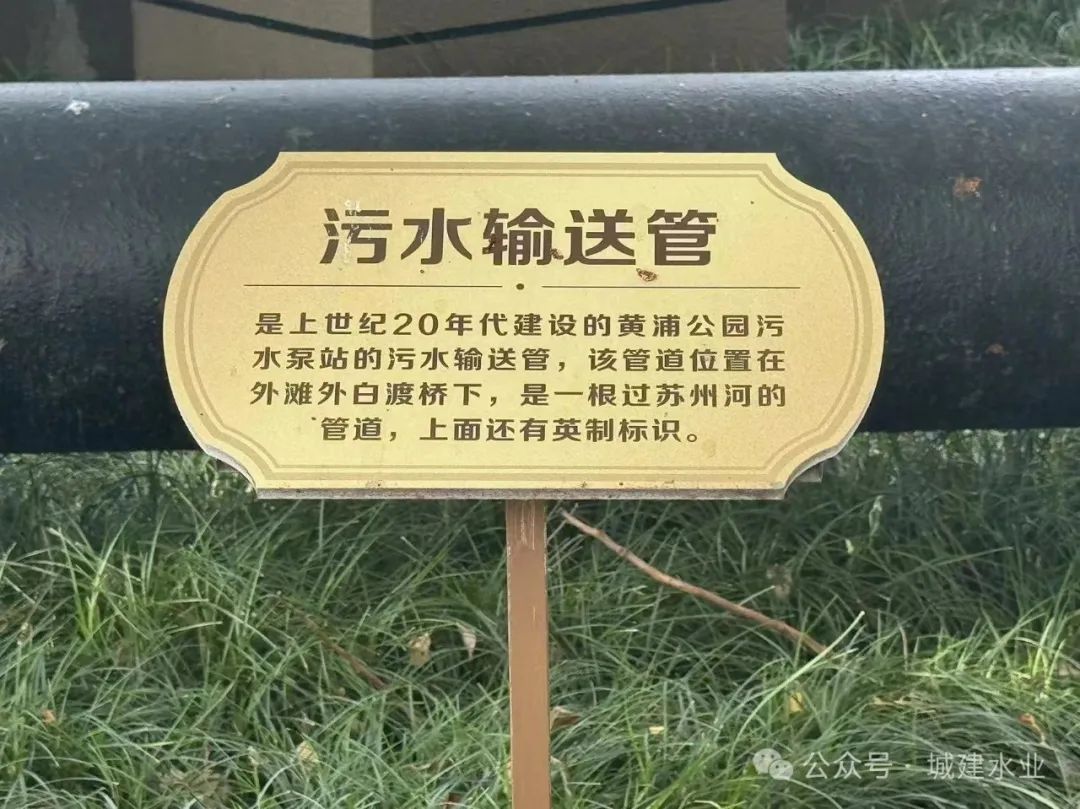 污水输送管
是上世纪20年代建设的黄浦公园污
水泵站的污水输送管，该管道位置在
外滩外白渡桥下，是一根过苏州河的
管道，上面还有英制标识。
公众号·城建水业